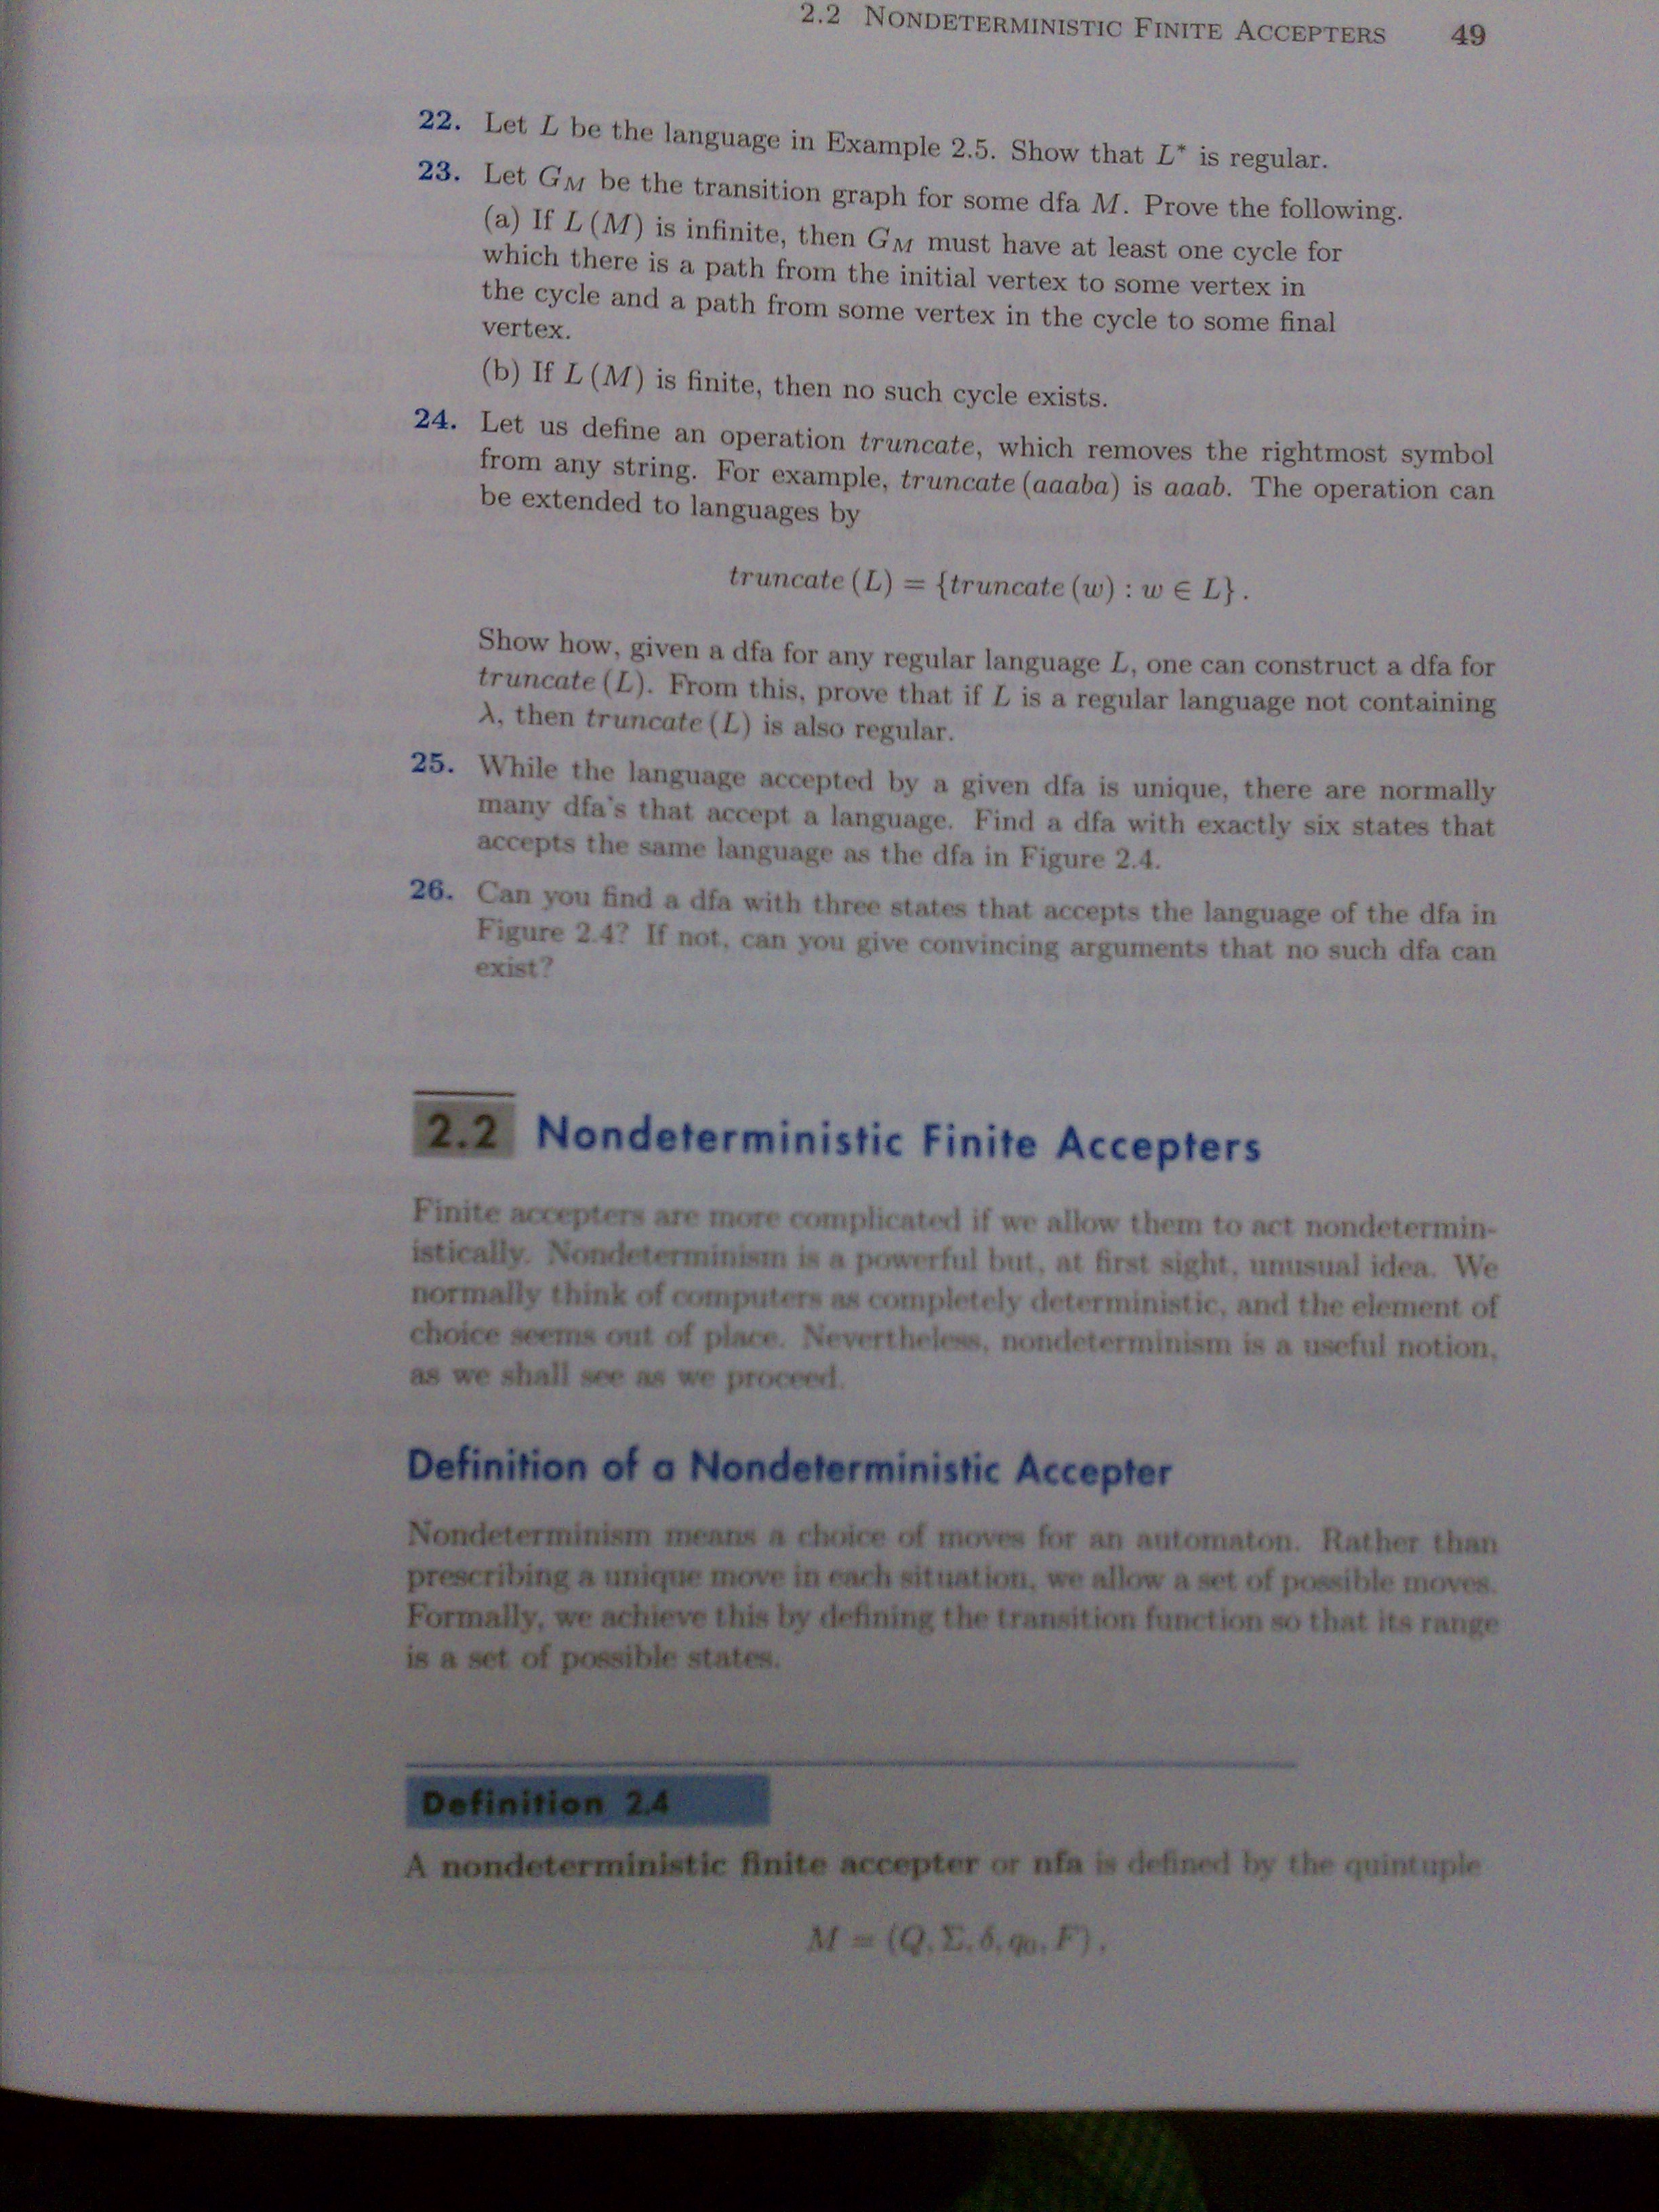 2.2 NONDETERMINISTIC FINITE ACCEPTERS 49
22. Let L be the language in Example 2.5. Show that L* is regular.
23. Let G_M be the transition graph for some dfa M. Prove the following.
(a) If L (M) is infinite, then G_M must have at least one cycle for
which there is a path from the initial vertex to some vertex in
the cycle and a path from some vertex in the cycle to some final
vertex.
(b) If L (M) is finite, then no such cycle exists.
24. Let us define an operation truncate, which removes the rightmost symbol
from any string. For example, truncate (aaaba) is aaab. The operation can
be extended to languages by
truncate (L) = {truncate (w) : w ∈ L} .
Show how, given a dfa for any regular language L, one can construct a dfa for
truncate (L). From this, prove that if L is a regular language not containing
λ, then truncate (L) is also regular.
25. While the language accepted by a given dfa is unique, there are normally
many dfa's that accept a language. Find a dfa with exactly six states that
accepts the same language as the dfa in Figure 2.4.
26. Can you find a dfa with three states that accepts the language of the dfa in
Figure 2.4? If not, can you give convincing arguments that no such dfa can
exist?
2.2 Nondeterministic Finite Accepters
Finite accepters are more complicated if we allow them to act nondetermin-
istically. Nondeterminism is a powerful but, at first sight, unusual idea. We
normally think of computers as completely deterministic, and the element of
choice seems out of place. Nevertheless, nondeterminism is a useful notion,
as we shall see as we proceed.
Definition of a Nondeterministic Accepter
Nondeterminism means a choice of moves for an automaton. Rather than
prescribing a unique move in each situation, we allow a set of possible moves.
Formally, we achieve this by defining the transition function so that its range
is a set of possible states.
Definition 2.4
A nondeterministic finite accepter or nfa is defined by the quintuple
M = (Q, Σ, δ, q₀, F) ,